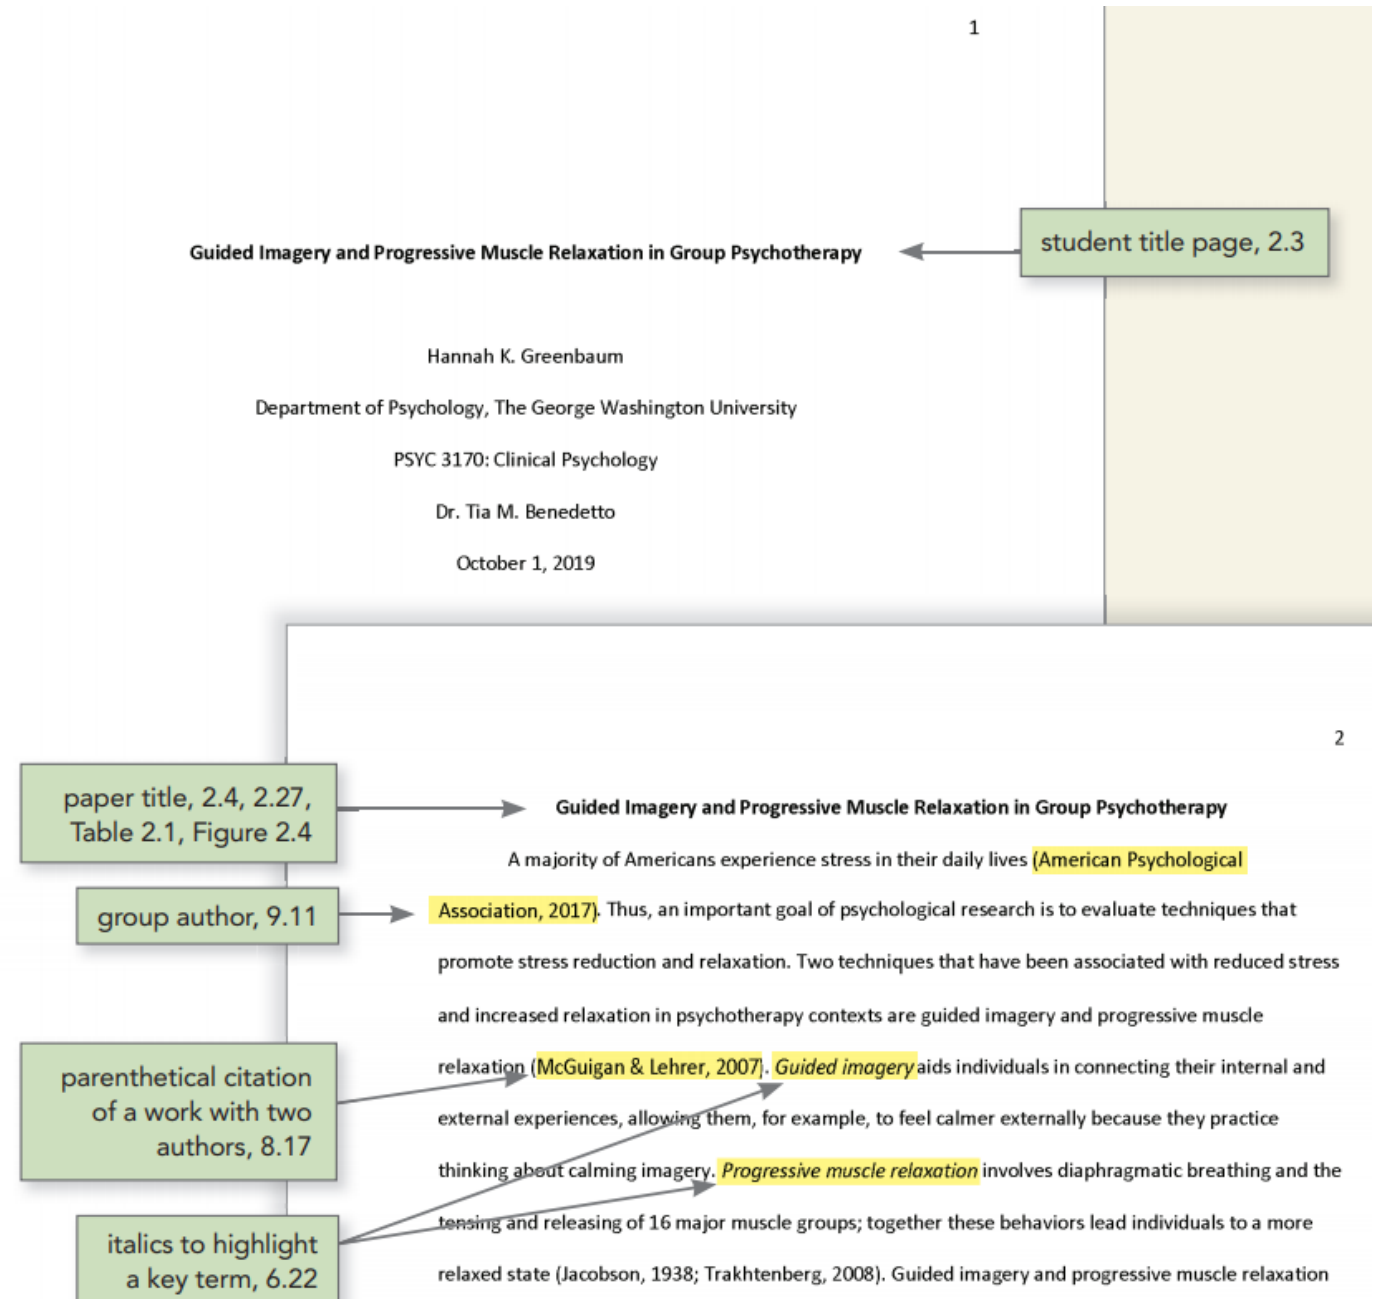 1
Guided Imagery and Progressive Muscle Relaxation in Group Psychotherapy
student title page, 2.3
Hannah K. Greenbaum
Department of Psychology, The George Washington University
PSYC 3170: Clinical Psychology
Dr. Tia M. Benedetto
October 1, 2019
2
paper title, 2.4, 2.27,
Table 2.1, Figure 2.4
Guided Imagery and Progressive Muscle Relaxation in Group Psychotherapy
A majority of Americans experience stress in their daily lives (American Psychological
group author, 9.11
Association, 2017). Thus, an important goal of psychological research is to evaluate techniques that
promote stress reduction and relaxation. Two techniques that have been associated with reduced stress
and increased relaxation in psychotherapy contexts are guided imagery and progressive muscle
parenthetical citation
of a work with two
authors, 8.17
relaxation (McGuigan & Lehrer, 2007). Guided imagery aids individuals in connecting their internal and
external experiences, allowing them, for example, to feel calmer externally because they practice
thinking about calming imagery. Progressive muscle relaxation involves diaphragmatic breathing and the
italics to highlight
a key term, 6.22
tensing and releasing of 16 major muscle groups; together these behaviors lead individuals to a more
relaxed state (Jacobson, 1938; Trakhtenberg, 2008). Guided imagery and progressive muscle relaxation